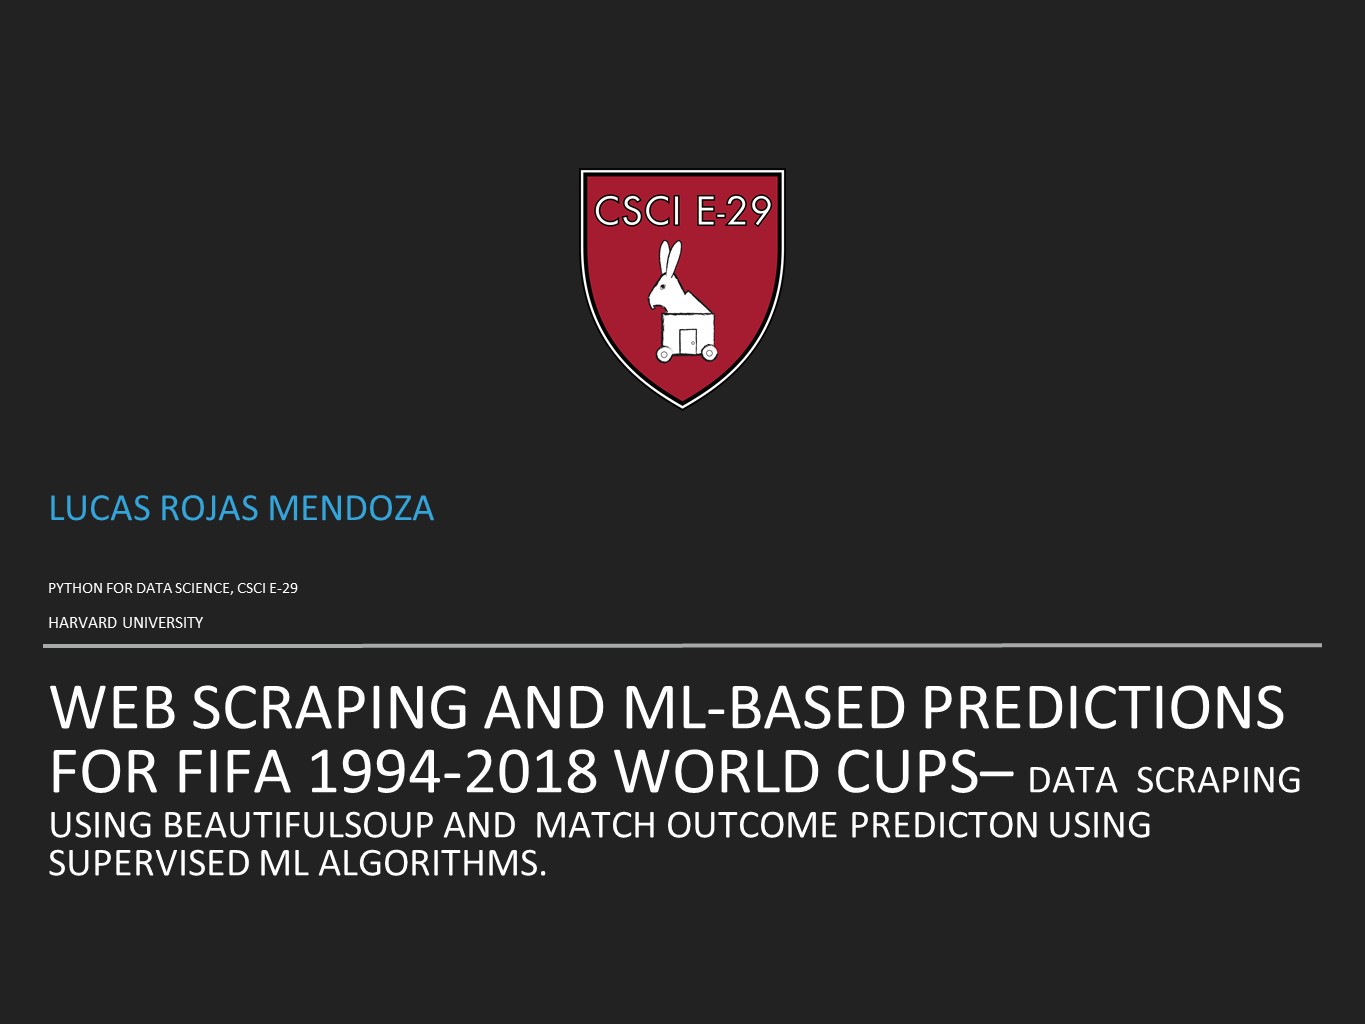 CSCI E-29
LUCAS ROJAS MENDOZA
PYTHON FOR DATA SCIENCE, CSCI E-29
HARVARD UNIVERSITY
WEB SCRAPING AND ML-BASED PREDICTIONS
FOR FIFA 1994-2018 WORLD CUPS– DATA SCRAPING
USING BEAUTIFULSOUP AND MATCH OUTCOME PREDICTON USING
SUPERVISED ML ALGORITHMS.